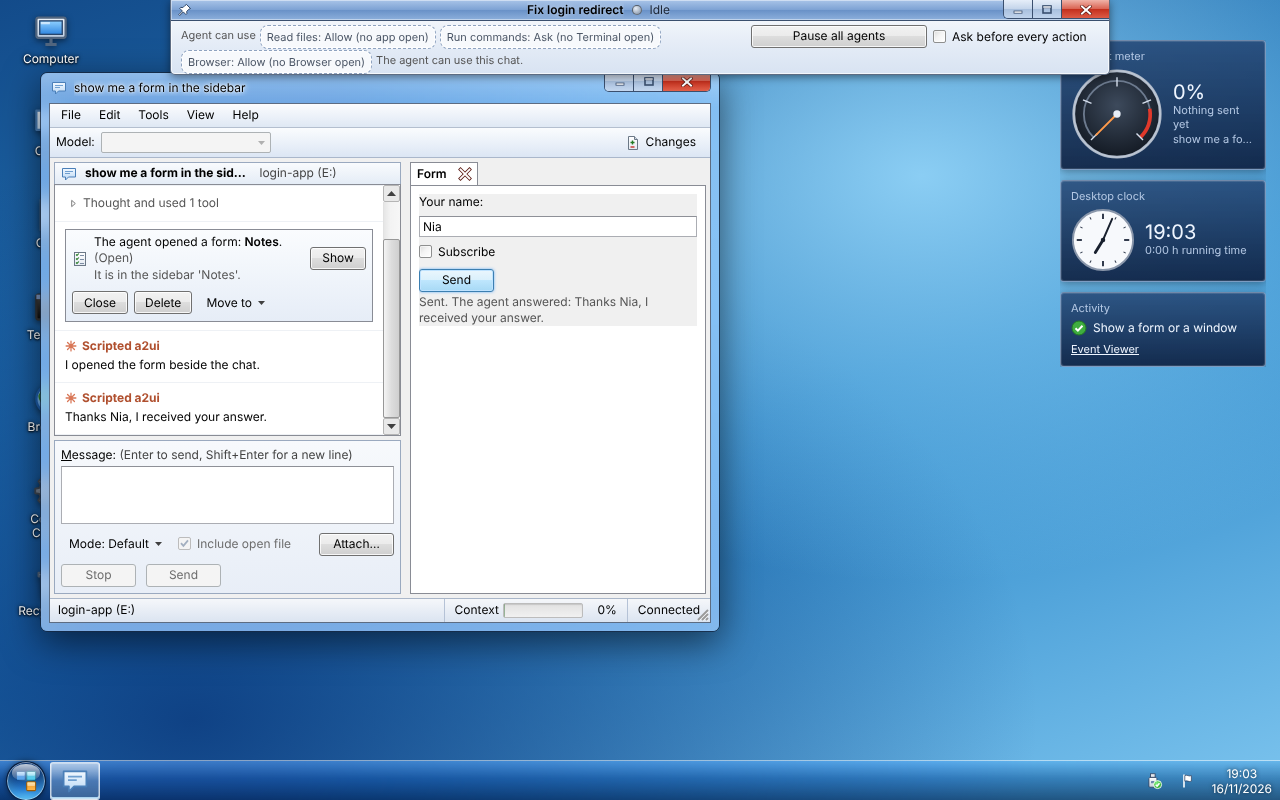 Fix login redirect Idle
Agent can use Read files: Allow (no app open) Run commands: Ask (no Terminal open)
Browser: Allow (no Browser open) The agent can use this chat.
Pause all agents Ask before every action
Computer
show me a form in the sidebar
File Edit Tools View Help
Model: Changes
show me a form in the sid... login-app (E:)
Thought and used 1 tool
The agent opened a form: Notes.
(Open)
It is in the sidebar 'Notes'.
Show
Close Delete Move to
Scripted a2ui
I opened the form beside the chat.
Scripted a2ui
Thanks Nia, I received your answer.
Message: (Enter to send, Shift+Enter for a new line)
Mode: Default Include open file Attach...
Stop Send
Form
Your name:
Nia
Subscribe
Send
Sent. The agent answered: Thanks Nia, I
received your answer.
login-app (E:) Context 0% Connected
meter
0%
Nothing sent
yet
show me a fo...
Desktop clock
19:03
0:00 h running time
Activity
Show a form or a window
Event Viewer
19:03
16/11/2026